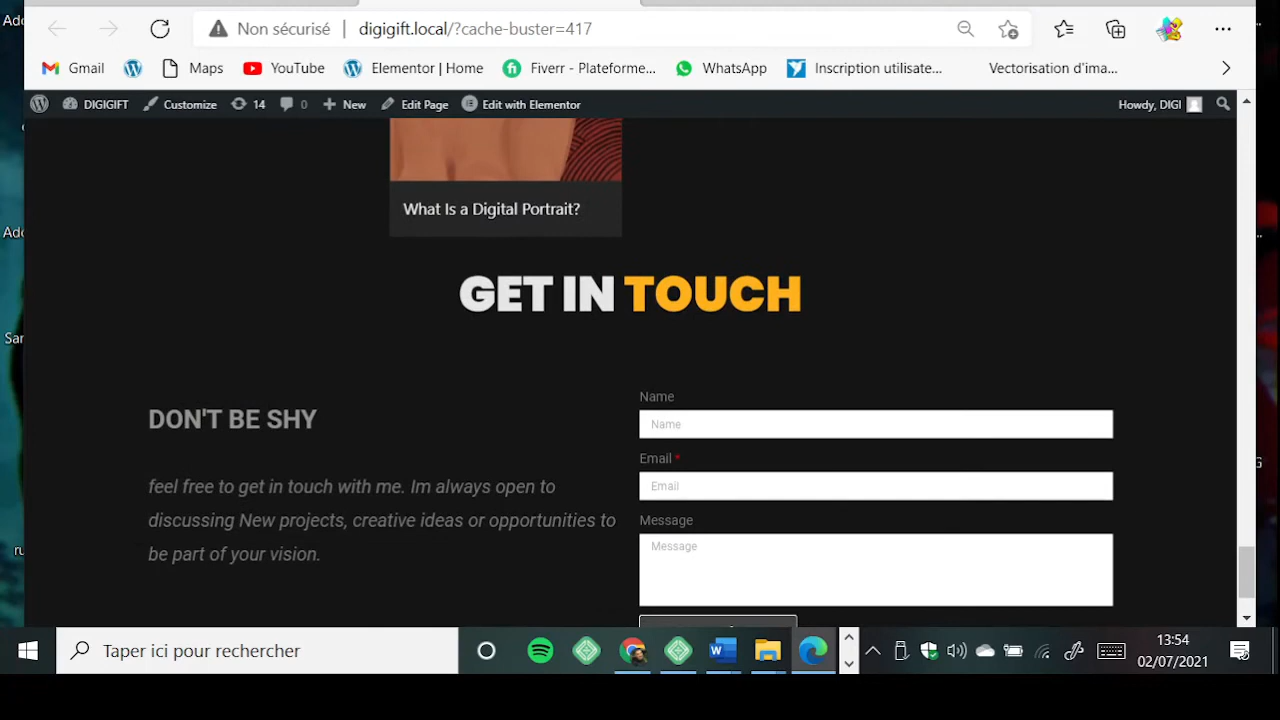 Ado
Non sécurisé digigift.local/?cache-buster=417
Gmail Maps YouTube Elementor | Home Fiverr - Plateforme... WhatsApp Inscription utilisate... Vectorisation d'ima...
DIGIGIFT Customize 14 0 New Edit Page Edit with Elementor Howdy, DIGI
What Is a Digital Portrait?
Ado
GET IN TOUCH
Sar
Name
DON'T BE SHY
Name
Email *
feel free to get in touch with me. Im always open to
Email
discussing New projects, creative ideas or opportunities to
Message
be part of your vision.
Message
ru
Taper ici pour rechercher
13:54
02/07/2021